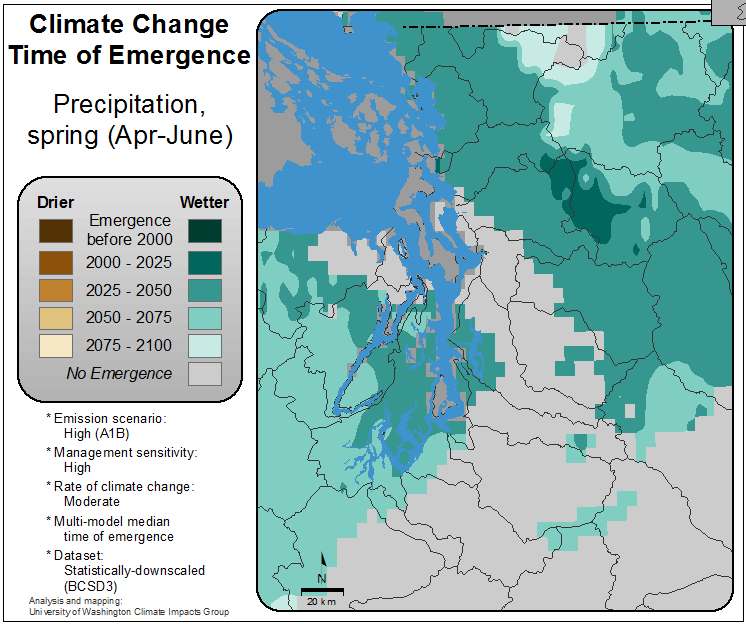 Climate Change
Time of Emergence
Precipitation,
spring (Apr-June)
Drier Wetter
Emergence
before 2000
2000 - 2025
2025 - 2050
2050 - 2075
2075 - 2100
No Emergence
* Emission scenario:
High (A1B)
* Management sensitivity:
High
* Rate of climate change:
Moderate
* Multi-model median
time of emergence
* Dataset:
Statistically-downscaled
(BCSD3)
Analysis and mapping:
University of Washington Climate Impacts Group
N
20 km